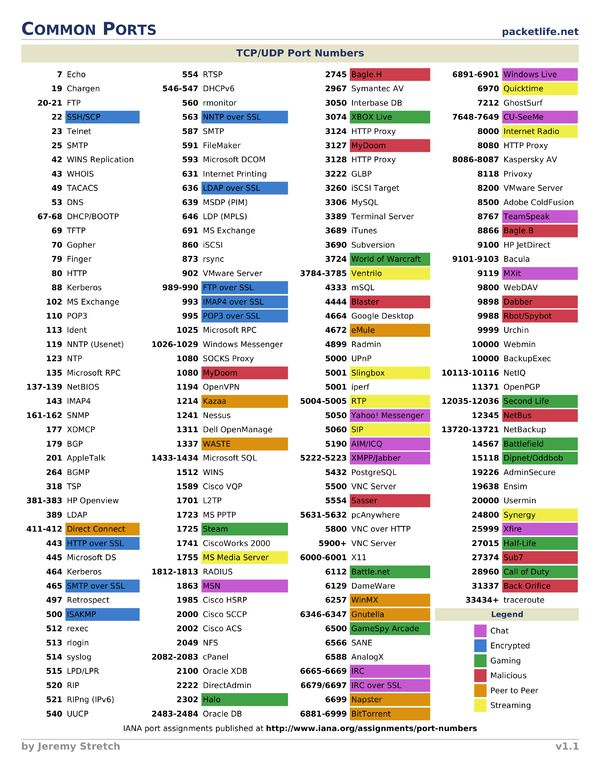 COMMON PORTS packetlife.net
TCP/UDP Port Numbers
7 Echo
19 Chargen
20-21 FTP
22 SSH/SCP
23 Telnet
25 SMTP
42 WINS Replication
43 WHOIS
49 TACACS
53 DNS
67-68 DHCP/BOOTP
69 TFTP
70 Gopher
79 Finger
80 HTTP
88 Kerberos
102 MS Exchange
110 POP3
113 Ident
119 NNTP (Usenet)
123 NTP
135 Microsoft RPC
137-139 NetBIOS
143 IMAP4
161-162 SNMP
177 XDMCP
179 BGP
201 AppleTalk
264 BGMP
318 TSP
381-383 HP Openview
389 LDAP
411-412 Direct Connect
443 HTTP over SSL
445 Microsoft DS
464 Kerberos
465 SMTP over SSL
497 Retrospect
500 ISAKMP
512 rexec
513 rlogin
514 syslog
515 LPD/LPR
520 RIP
521 RIPng (IPv6)
540 UUCP
554 RTSP
546-547 DHCPv6
560 rmonitor
563 NNTP over SSL
587 SMTP
591 FileMaker
593 Microsoft DCOM
631 Internet Printing
636 LDAP over SSL
639 MSDP (PIM)
646 LDP (MPLS)
691 MS Exchange
860 iSCSI
873 rsync
902 VMware Server
989-990 FTP over SSL
993 IMAP4 over SSL
995 POP3 over SSL
1025 Microsoft RPC
1026-1029 Windows Messenger
1080 SOCKS Proxy
1080 MyDoom
1194 OpenVPN
1214 Kazaa
1241 Nessus
1311 Dell OpenManage
1337 WASTE
1433-1434 Microsoft SQL
1512 WINS
1589 Cisco VQP
1701 L2TP
1723 MS PPTP
1725 Steam
1741 CiscoWorks 2000
1755 MS Media Server
1812-1813 RADIUS
1863 MSN
1985 Cisco HSRP
2000 Cisco SCCP
2002 Cisco ACS
2049 NFS
2082-2083 cPanel
2100 Oracle XDB
2222 DirectAdmin
2302 Halo
2483-2484 Oracle DB
2745 Bagle.H
2967 Symantec AV
3050 Interbase DB
3074 XBOX Live
3124 HTTP Proxy
3127 MyDoom
3128 HTTP Proxy
3222 GLBP
3260 iSCSI Target
3306 MySQL
3389 Terminal Server
3689 iTunes
3690 Subversion
3724 World of Warcraft
3784-3785 Ventrilo
4333 mSQL
4444 Blaster
4664 Google Desktop
4672 eMule
4899 Radmin
5000 UPnP
5001 Slingbox
5001 iperf
5004-5005 RTP
5050 Yahoo! Messenger
5060 SIP
5190 AIM/ICQ
5222-5223 XMPP/Jabber
5432 PostgreSQL
5500 VNC Server
5554 Sasser
5631-5632 pcAnywhere
5800 VNC over HTTP
5900+ VNC Server
6000-6001 X11
6112 Battle.net
6129 DameWare
6257 WinMX
6346-6347 Gnutella
6500 GameSpy Arcade
6566 SANE
6588 AnalogX
6665-6669 IRC
6679/6697 IRC over SSL
6699 Napster
6881-6999 BitTorrent
6891-6901 Windows Live
6970 Quicktime
7212 GhostSurf
7648-7649 CU-SeeMe
8000 Internet Radio
8080 HTTP Proxy
8086-8087 Kaspersky AV
8118 Privoxy
8200 VMware Server
8500 Adobe ColdFusion
8767 TeamSpeak
8866 Bagle.B
9100 HP JetDirect
9101-9103 Bacula
9119 MXit
9800 WebDAV
9898 Dabber
9988 Rbot/Spybot
9999 Urchin
10000 Webmin
10000 BackupExec
10113-10116 NetIQ
11371 OpenPGP
12035-12036 Second Life
12345 NetBus
13720-13721 NetBackup
14567 Battlefield
15118 Dipnet/Oddbob
19226 AdminSecure
19638 Ensim
20000 Usermin
24800 Synergy
25999 Xfire
27015 Half-Life
27374 Sub7
28960 Call of Duty
31337 Back Orifice
33434+ traceroute
Legend
Chat
Encrypted
Gaming
Malicious
Peer to Peer
Streaming
IANA port assignments published at http://www.iana.org/assignments/port-numbers
by Jeremy Stretch v1.1